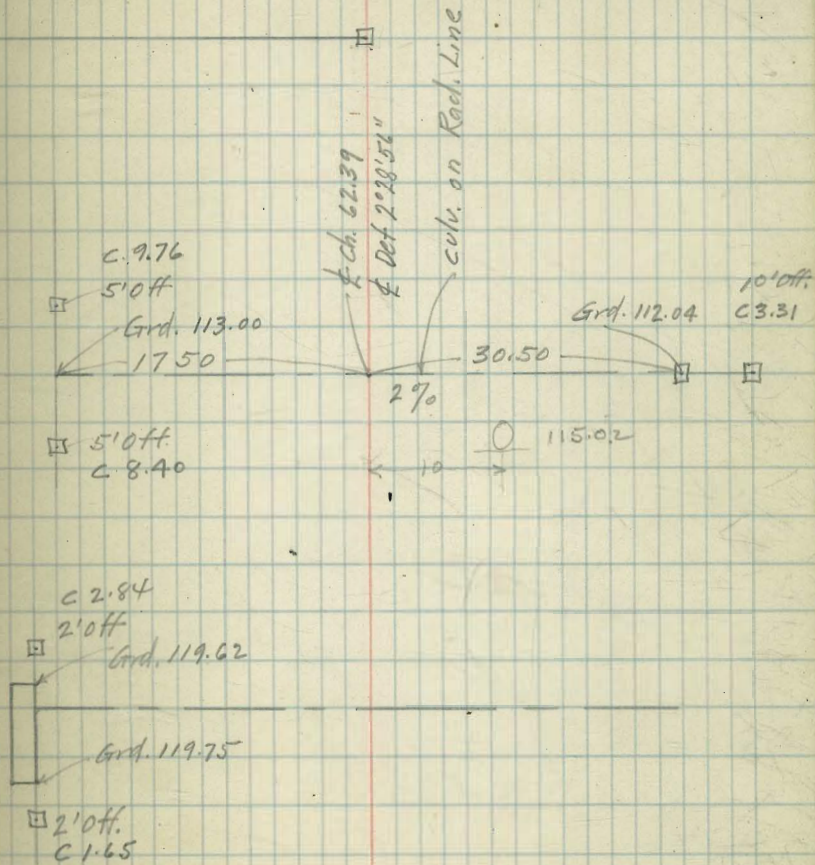 culv. on Rad. Line
℄ Ch. 62.39
℄ Def 2°28'56"
C. 9.76
5' Off
Grd. 113.00
17 50
30.50
2%
Grd. 112.04
10' Off.
C 3.31
5' Off
C 8.40
115.02
10
C 2.84
2' Off
Grd. 119.62
Grd. 119.75
2' Off.
C 1.65